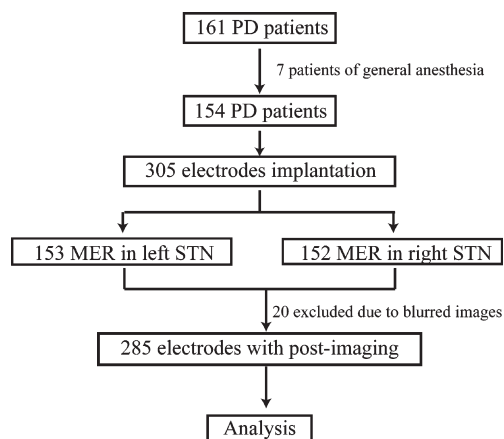 161 PD patients
7 patients of general anesthesia
154 PD patients
305 electrodes implantation
153 MER in left STN
152 MER in right STN
20 excluded due to blurred images
285 electrodes with post-imaging
Analysis